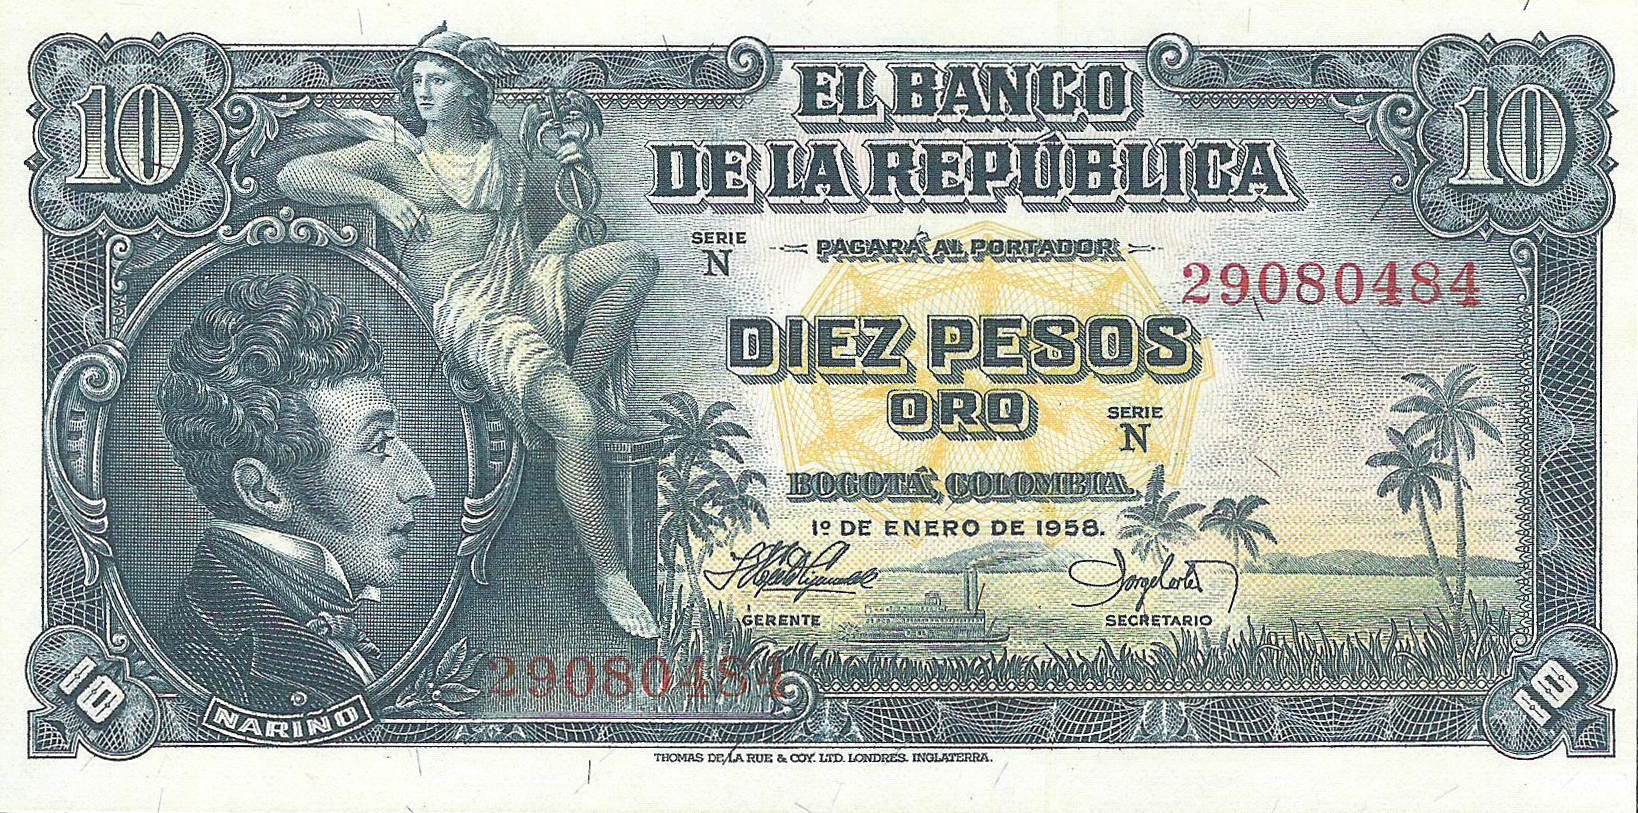 10
10
EL BANCO
DE LA REPÚBLICA
SERIE
N
PAGARÁ AL PORTADOR
29080484
DIEZ PESOS
ORO
SERIE
N
BOGOTÁ, COLOMBIA.
1º DE ENERO DE 1958.
GERENTE
SECRETARIO
29080484
10
NARIÑO
10
THOMAS DE LA RUE & COY. LTD. LONDRES. INGLATERRA.